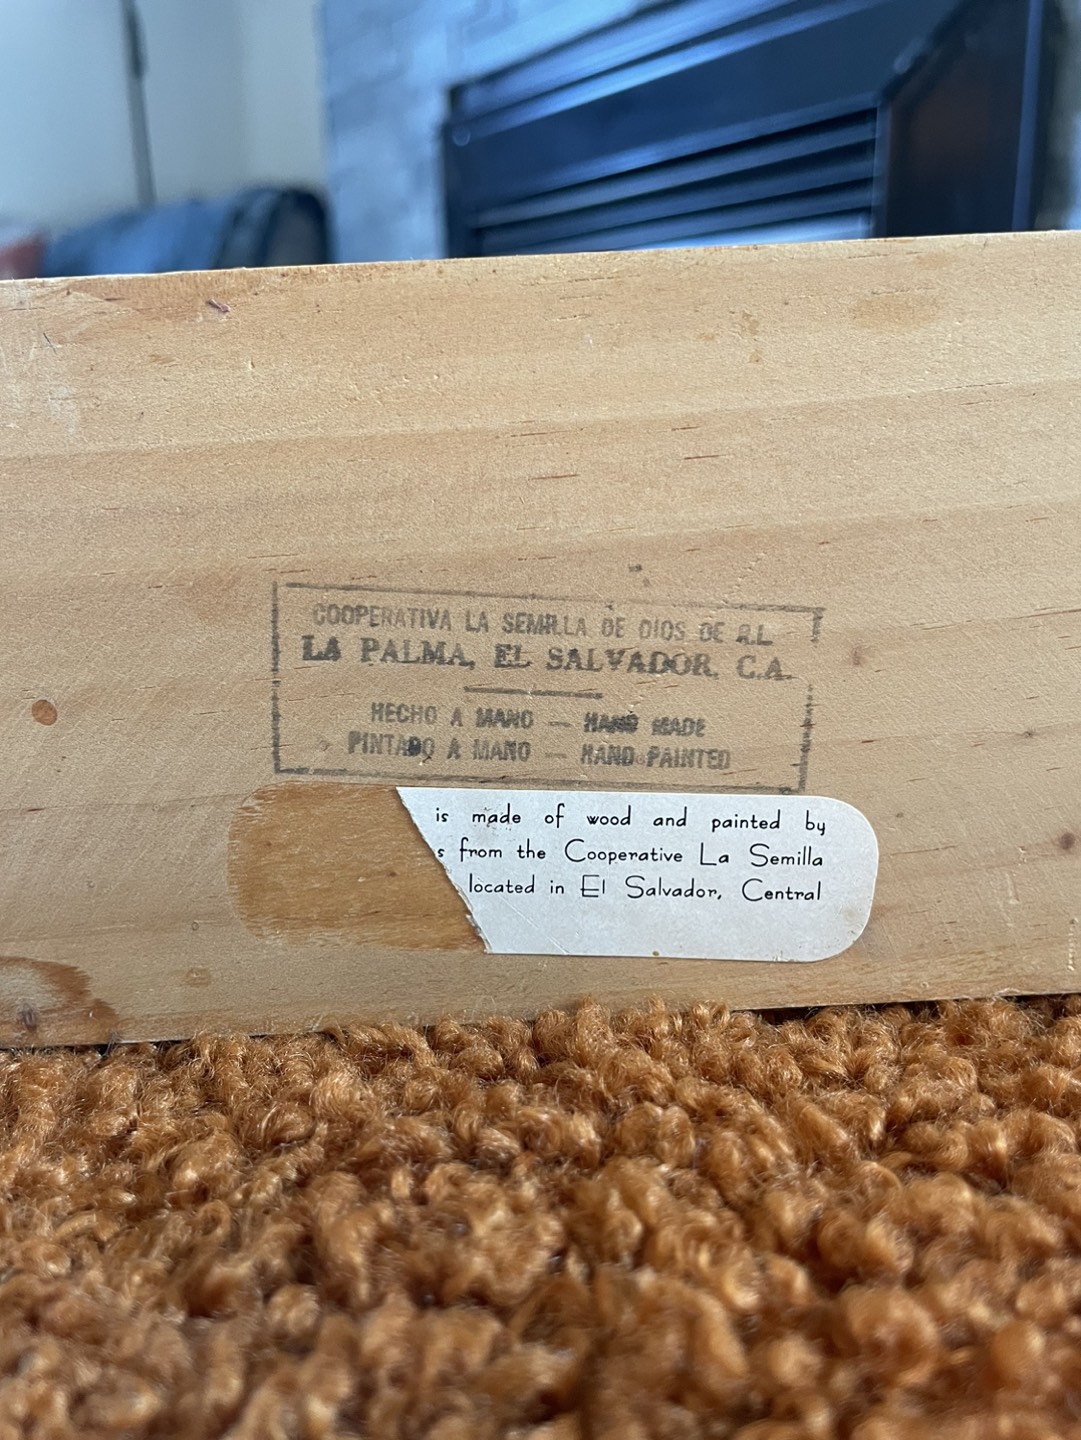 COOPERATIVA LA SEMILLA DE DIOS DE R.L
LA PALMA, EL SALVADOR, C.A.
HECHO A MANO — HAND MADE
PINTADO A MANO — HAND PAINTED
is made of wood and painted by
s from the Cooperative La Semilla
located in El Salvador, Central